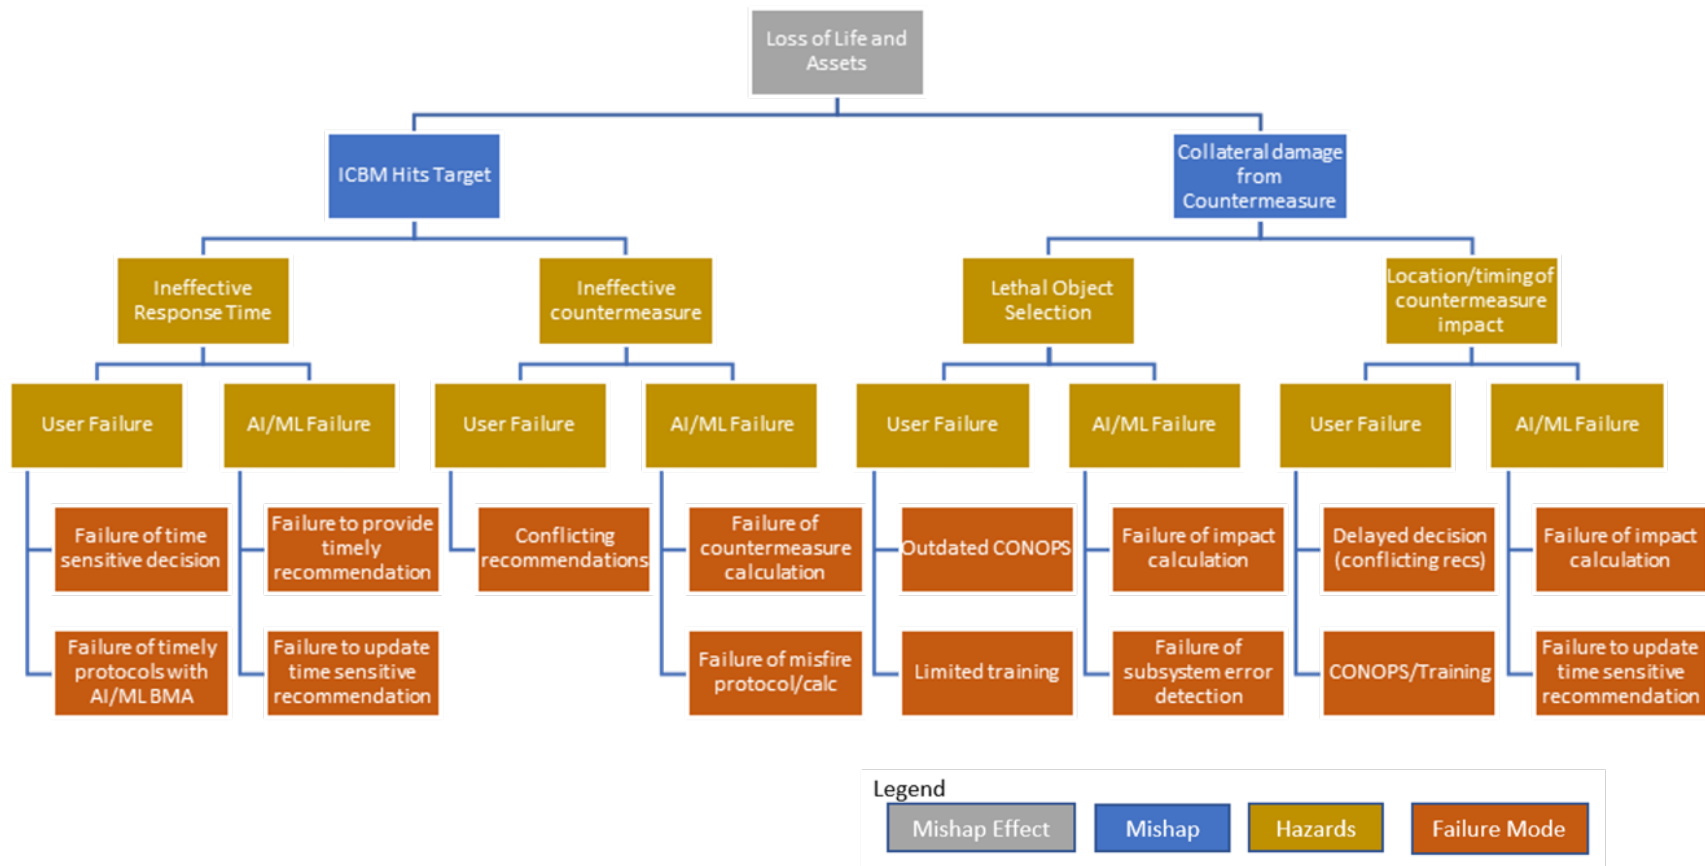 Loss of Life and
Assets
ICBM Hits Target
Collateral damage
from
Countermeasure
Ineffective
Response Time
Ineffective
countermeasure
Lethal Object
Selection
Location/timing of
countermeasure
impact
User Failure
AI/ML Failure
User Failure
AI/ML Failure
User Failure
AI/ML Failure
User Failure
AI/ML Failure
Failure of time
sensitive decision
Failure to provide
timely
recommendation
Conflicting
recommendations
Failure of
countermeasure
calculation
Outdated CONOPS
Failure of impact
calculation
Delayed decision
(conflicting recs)
Failure of impact
calculation
Failure of timely
protocols with
AI/ML BMA
Failure to update
time sensitive
recommendation
Failure of misfire
protocol/calc
Limited training
Failure of
subsystem error
detection
CONOPS/Training
Failure to update
time sensitive
recommendation
Legend
Mishap Effect
Mishap
Hazards
Failure Mode